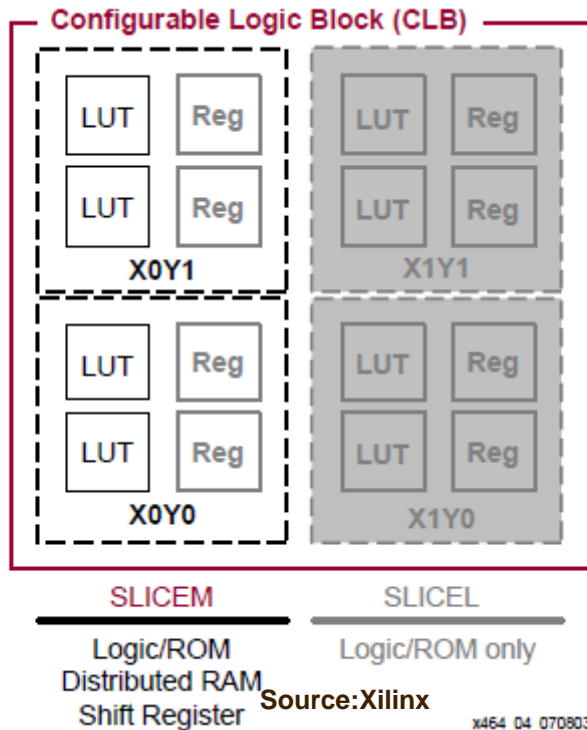 Configurable Logic Block (CLB)
LUT Reg LUT Reg
LUT Reg LUT Reg
X0Y1 X1Y1
LUT Reg LUT Reg
LUT Reg LUT Reg
X0Y0 X1Y0
SLICEM SLICEL
Logic/ROM Logic/ROM only
Distributed RAM
Shift Register
Source:Xilinx
x464_04_070803